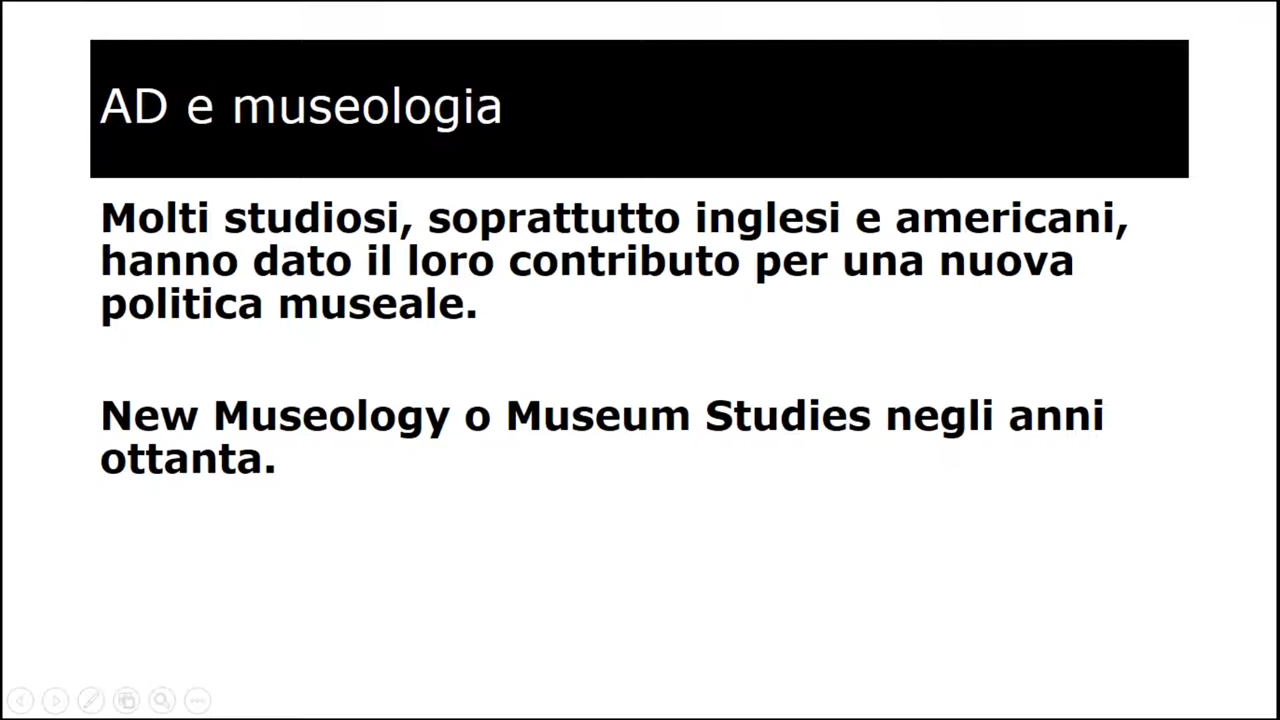 AD e museologia
Molti studiosi, soprattutto inglesi e americani,
hanno dato il loro contributo per una nuova
politica museale.
New Museology o Museum Studies negli anni
ottanta.